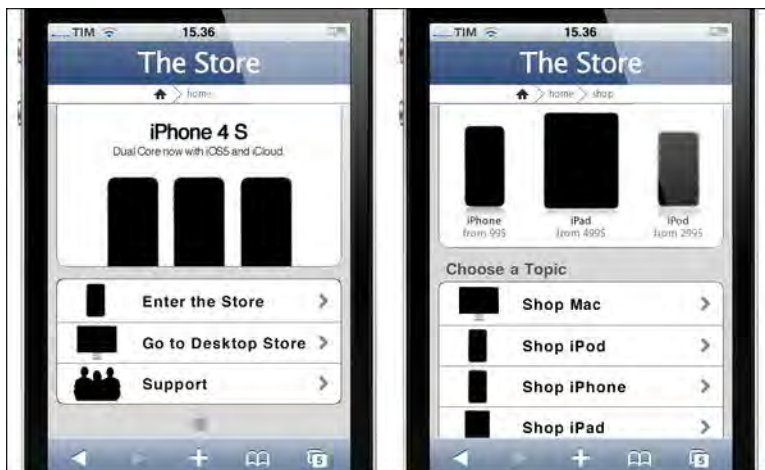 TIM 15.36
The Store
home
iPhone 4 S
Dual Core now with iOS5 and iCloud.
Enter the Store
Go to Desktop Store
Support
5
TIM 15.36
The Store
home shop
iPhone
from 99$
iPad
from 499$
iPod
from 299$
Choose a Topic
Shop Mac
Shop iPod
Shop iPhone
Shop iPad
5